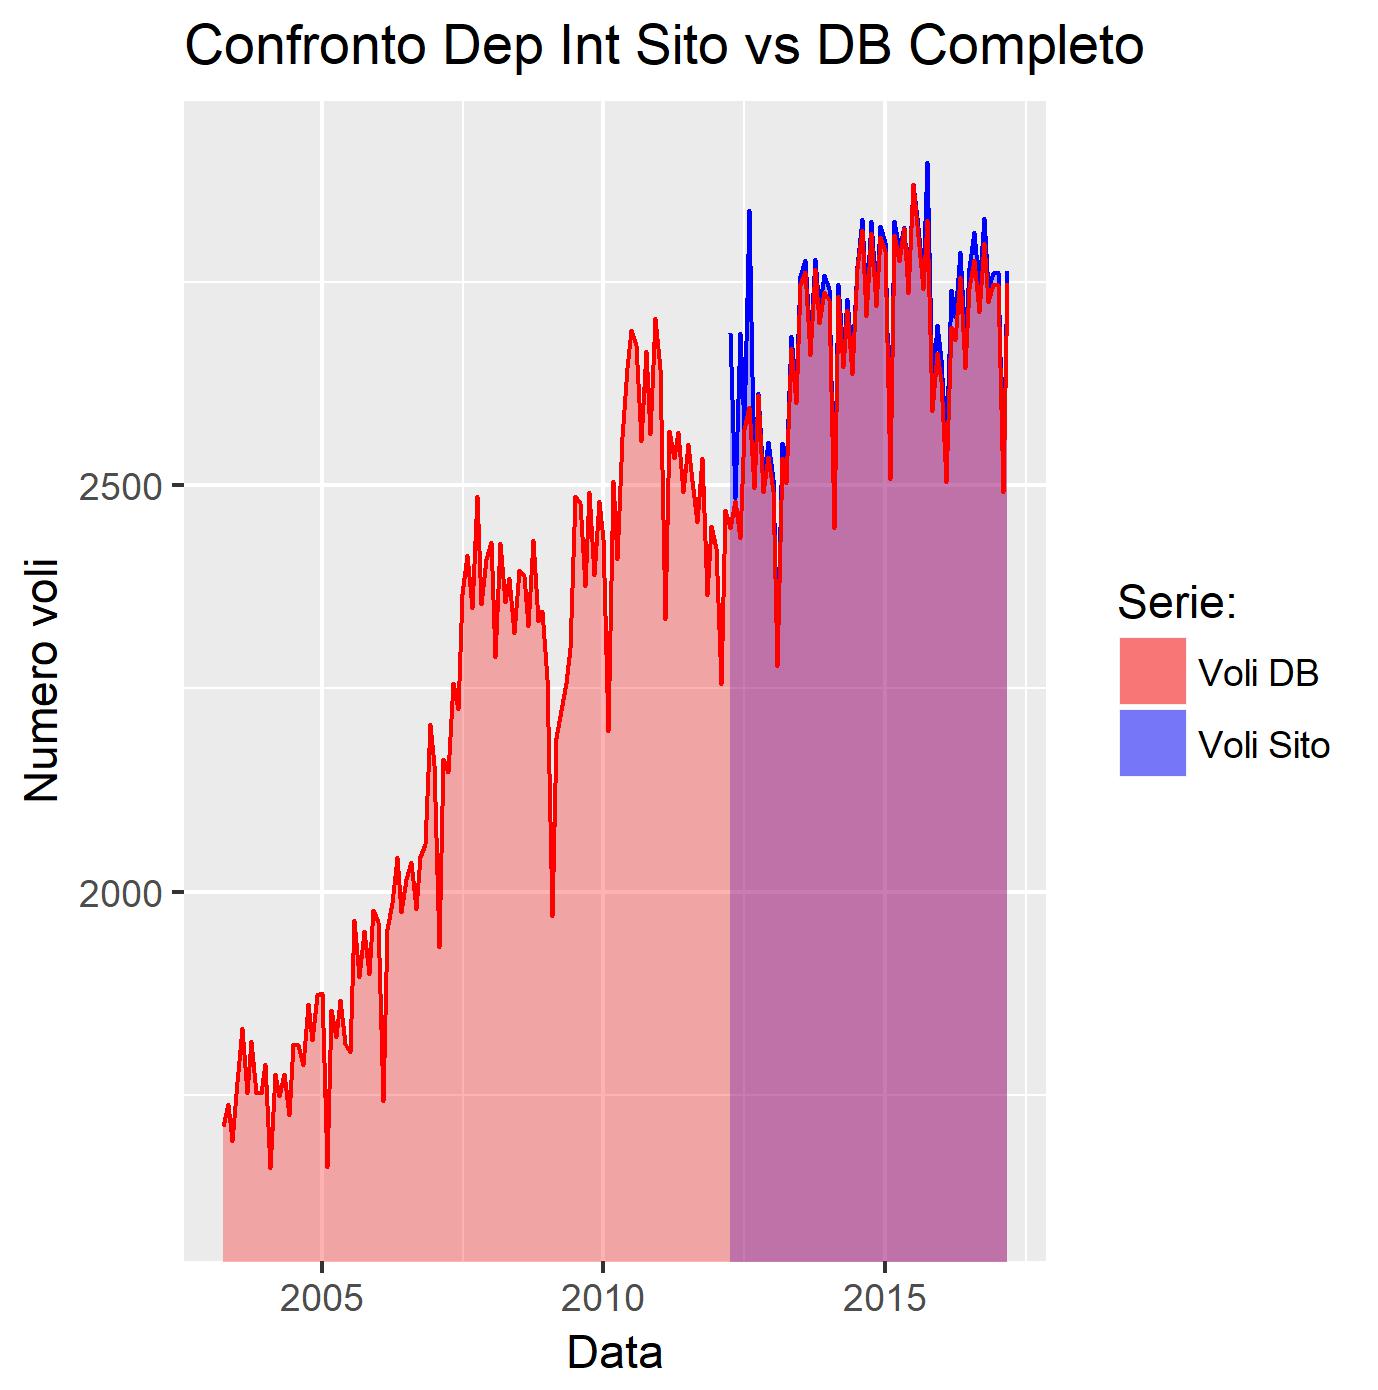 Confronto Dep Int Sito vs DB Completo
Numero voli
2500
2000
2005
2010
2015
Data
Serie:
Voli DB
Voli Sito